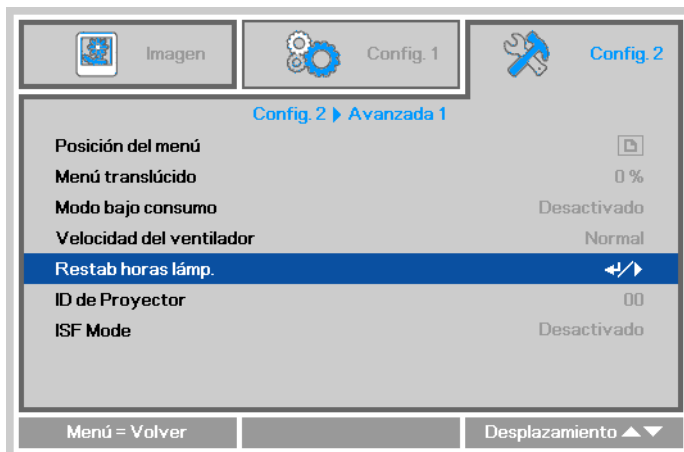 Imagen Config. 1 Config. 2
Config. 2 Avanzada 1
Posición del menú
Menú translúcido 0 %
Modo bajo consumo Desactivado
Velocidad del ventilador Normal
Restab horas lámp. /
ID de Proyector 00
ISF Mode Desactivado
Menú = Volver Desplazamiento